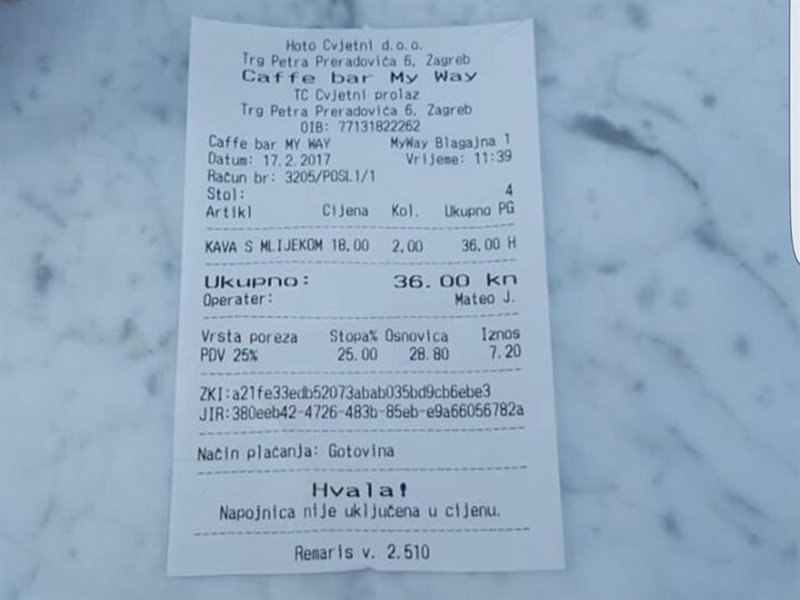 Hoto Cvjetni d.o.o.
Trg Petra Preradovića 6, Zagreb
Caffe bar My Way
TC Cvjetni prolaz
Trg Petra Preradovića 6, Zagreb
OIB: 77131822262
Caffe bar MY WAY MyWay Blagajna 1
Datum: 17.2.2017 Vrijeme: 11:39
Račun br: 3205/POSL1/1
Stol: 4
Artikl Cijena Kol. Ukupno PG
KAVA S MLIJEKOM 18,00 2,00 36,00 H
Ukupno: 36.00 kn
Operater: Mateo J.
Vrsta poreza Stopa% Osnovica Iznos
PDV 25% 25.00 28.80 7.20
ZKI:a21fe33edb52073abab035bd9cb6ebe3
JIR:380eeb42-4726-483b-85eb-e9a66056782a
Način plaćanja: Gotovina
Hvala!
Napojnica nije uključena u cijenu.
Remaris v. 2.510